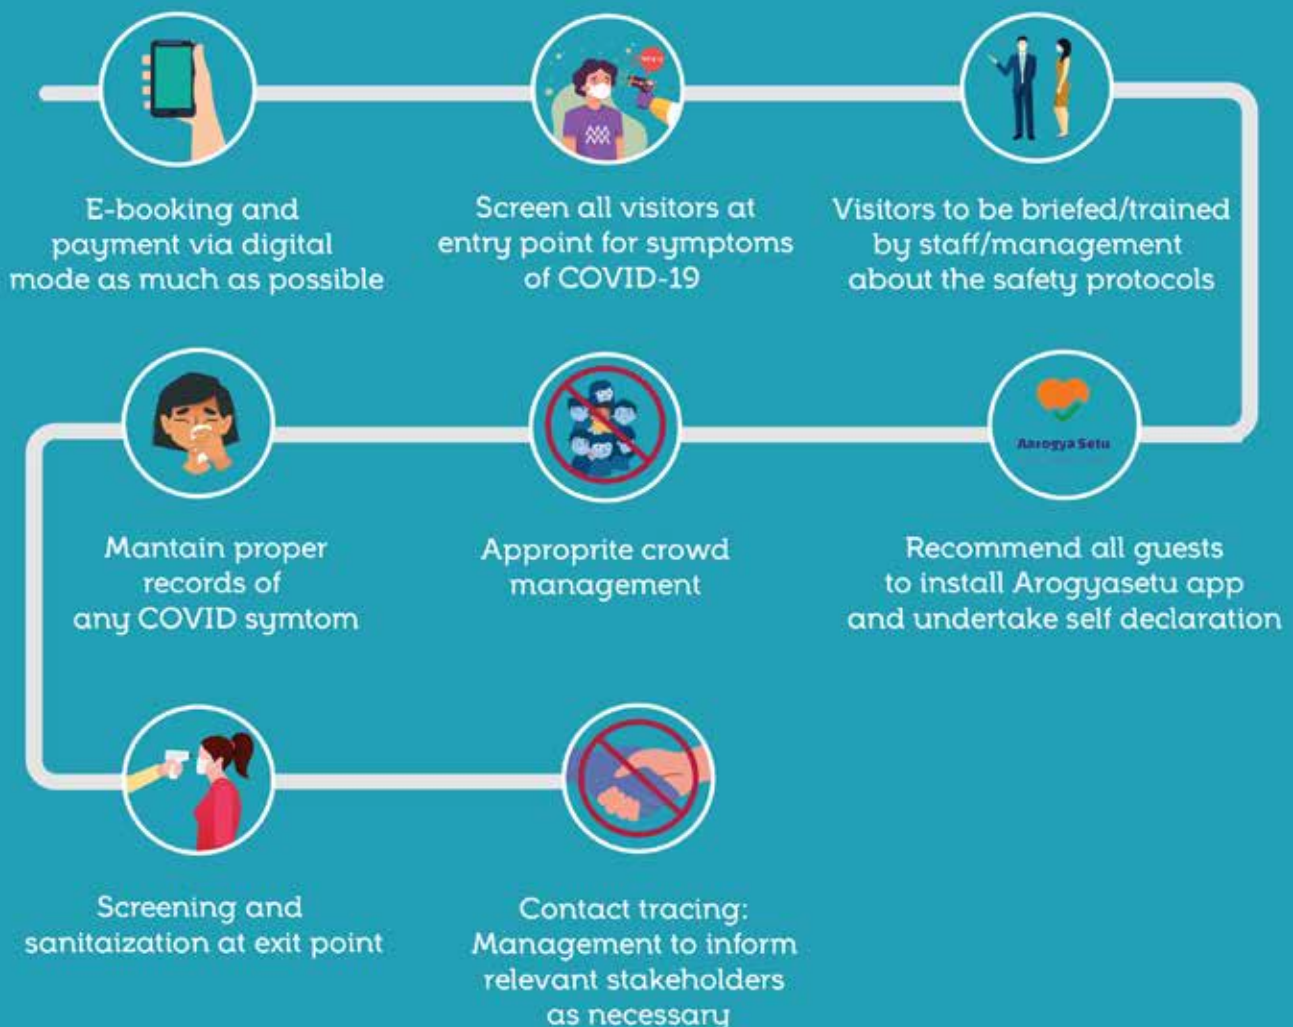 E-booking and
payment via digital
mode as much as possible
Screen all visitors at
entry point for symptoms
of COVID-19
Visitors to be briefed/trained
by staff/management
about the safety protocols
Aarogya Setu
Recommend all guests
to install Arogyasetu app
and undertake self declaration
Approprite crowd
management
Mantain proper
records of
any COVID symtom
Screening and
sanitaization at exit point
Contact tracing:
Management to inform
relevant stakeholders
as necessary